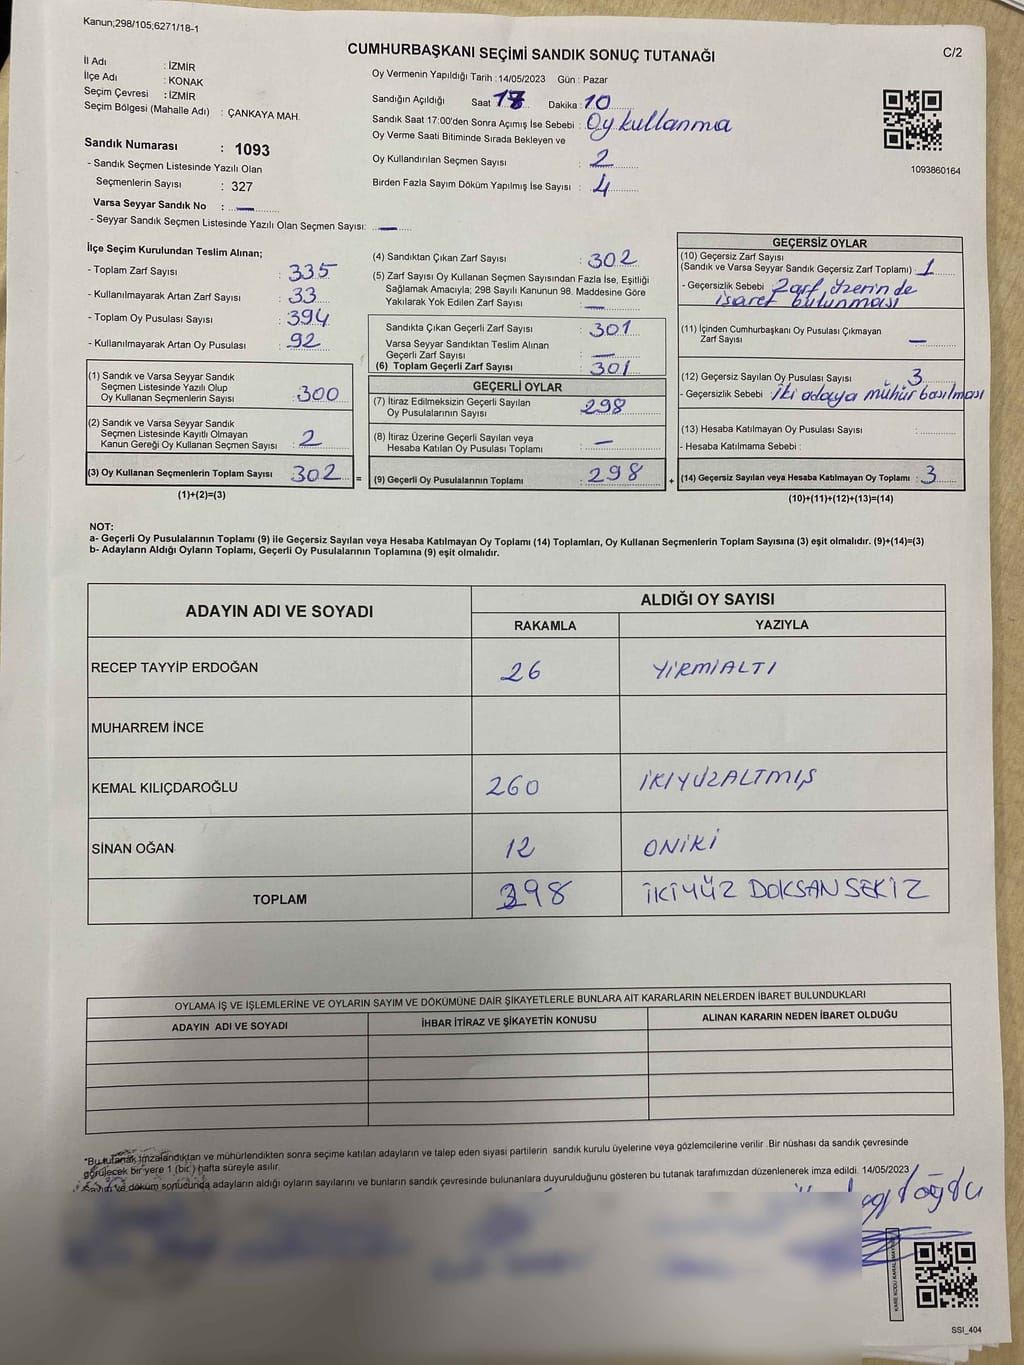 Kanun;298/105;6271/18-1
CUMHURBAŞKANI SEÇİMİ SANDIK SONUÇ TUTANAĞI
C/2
İl Adı : İZMİR
İlçe Adı : KONAK
Seçim Çevresi : İZMİR
Seçim Bölgesi (Mahalle Adı) : ÇANKAYA MAH.
Sandık Numarası : 1093
- Sandık Seçmen Listesinde Yazılı Olan
Seçmenlerin Sayısı : 327
Varsa Seyyar Sandık No : —
- Seyyar Sandık Seçmen Listesinde Yazılı Olan Seçmen Sayısı: —
Oy Vermenin Yapıldığı Tarih :14/05/2023 Gün : Pazar
Sandığın Açıldığı Saat 17 Dakika : 10
Sandık Saat 17:00'den Sonra Açımış İse Sebebi : Oy kullanma
Oy Verme Saati Bitiminde Sırada Bekleyen ve
Oy Kullandırılan Seçmen Sayısı : 2
Birden Fazla Sayım Döküm Yapılmış İse Sayısı : 4
1093860164
İlçe Seçim Kurulundan Teslim Alınan;
- Toplam Zarf Sayısı : 335
- Kullanılmayarak Artan Zarf Sayısı : 33
- Toplam Oy Pusulası Sayısı : 394
- Kullanılmayarak Artan Oy Pusulası : 92
(1) Sandık ve Varsa Seyyar Sandık
Seçmen Listesinde Yazılı Olup
Oy Kullanan Seçmenlerin Sayısı : 300
(2) Sandık ve Varsa Seyyar Sandık
Seçmen Listesinde Kayıtlı Olmayan
Kanun Gereği Oy Kullanan Seçmen Sayısı : 2
(3) Oy Kullanan Seçmenlerin Toplam Sayısı : 302 =
(1)+(2)=(3)
(4) Sandıktan Çıkan Zarf Sayısı : 302
(5) Zarf Sayısı Oy Kullanan Seçmen Sayısından Fazla İse, Eşitliği
Sağlamak Amacıyla; 298 Sayılı Kanunun 98. Maddesine Göre
Yakılarak Yok Edilen Zarf Sayısı : —
Sandıkta Çıkan Geçerli Zarf Sayısı : 301
Varsa Seyyar Sandıktan Teslim Alınan
Geçerli Zarf Sayısı : —
(6) Toplam Geçerli Zarf Sayısı : 301
GEÇERLİ OYLAR
(7) İtiraz Edilmeksizin Geçerli Sayılan
Oy Pusulalarının Sayısı : 298
(8) İtiraz Üzerine Geçerli Sayılan veya
Hesaba Katılan Oy Pusulası Toplamı : —
(9) Geçerli Oy Pusulalarının Toplamı : 298 +
GEÇERSİZ OYLAR
(10) Geçersiz Zarf Sayısı
(Sandık ve Varsa Seyyar Sandık Geçersiz Zarf Toplamı) : 1
- Geçersizlik Sebebi : Zarf üzerinde
işaret bulunması
(11) İçinden Cumhurbaşkanı Oy Pusulası Çıkmayan
Zarf Sayısı : —
(12) Geçersiz Sayılan Oy Pusulası Sayısı : 3
- Geçersizlik Sebebi : İki adaya mühür basılması
(13) Hesaba Katılmayan Oy Pusulası Sayısı :
- Hesaba Katılmama Sebebi :
(14) Geçersiz Sayılan veya Hesaba Katılmayan Oy Toplamı : 3
(10)+(11)+(12)+(13)=(14)
NOT:
a- Geçerli Oy Pusulalarının Toplamı (9) ile Geçersiz Sayılan veya Hesaba Katılmayan Oy Toplamı (14) Toplamları, Oy Kullanan Seçmenlerin Toplam Sayısına (3) eşit olmalıdır. (9)+(14)=(3)
b- Adayların Aldığı Oyların Toplamı, Geçerli Oy Pusulalarının Toplamına (9) eşit olmalıdır.
ADAYIN ADI VE SOYADI ALDIĞI OY SAYISI
RAKAMLA YAZIYLA
RECEP TAYYİP ERDOĞAN 26 YİRMİALTI
MUHARREM İNCE
KEMAL KILIÇDAROĞLU 260 İKİYÜZALTMIŞ
SİNAN OĞAN 12 ONİKİ
TOPLAM 298 İKİYÜZ DOKSAN SEKİZ
OYLAMA İŞ VE İŞLEMLERİNE VE OYLARIN SAYIM VE DÖKÜMÜNE DAİR ŞİKAYETLERLE BUNLARA AİT KARARLARIN NELERDEN İBARET BULUNDUKLARI
ADAYIN ADI VE SOYADI İHBAR İTİRAZ VE ŞİKAYETİN KONUSU ALINAN KARARIN NEDEN İBARET OLDUĞU
*Bu tutanak imzalandıktan ve mühürlendikten sonra seçime katılan adayların ve talep eden siyasi partilerin sandık kurulu üyelerine veya gözlemcilerine verilir .Bir nüshası da sandık çevresinde
görülecek bir yere 1 (bir ) hafta süreyle asılır.
Sayım ve döküm sonucunda adayların aldığı oyların sayılarını ve bunların sandık çevresinde bulunanlara duyurulduğunu gösteren bu tutanak tarafımızdan düzenlenerek imza edildi. 14/05/2023
SSI_404